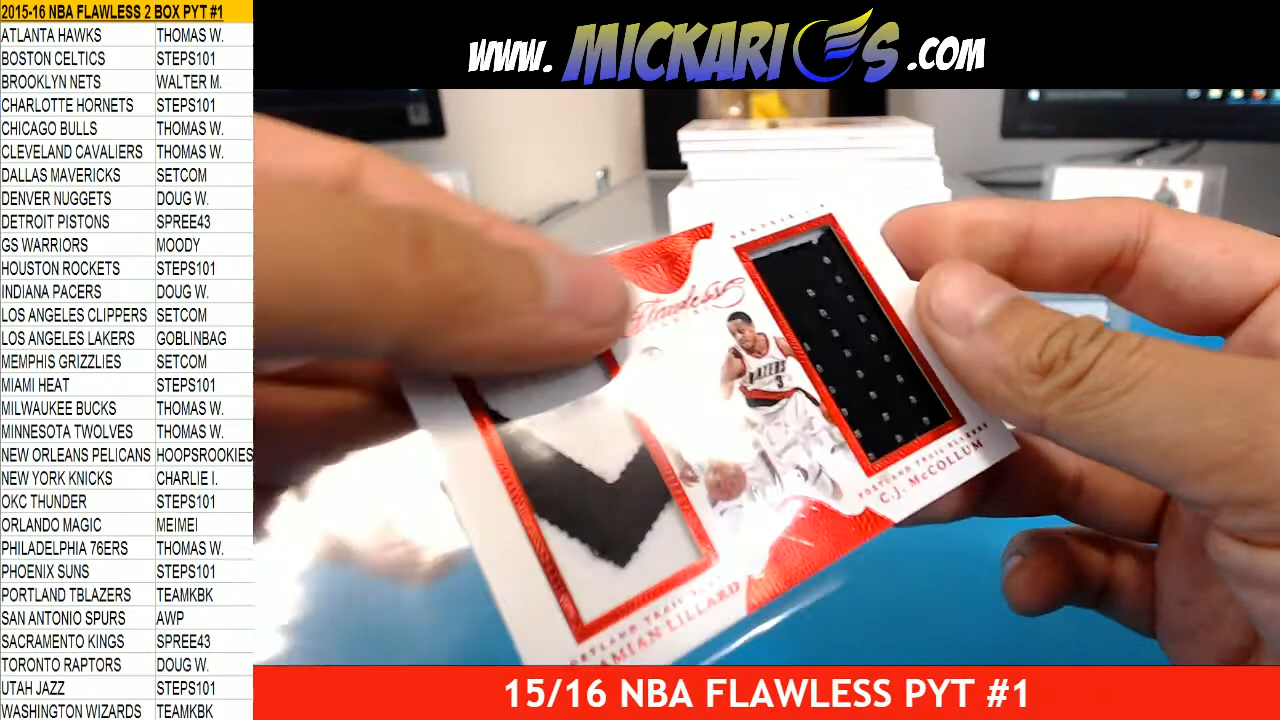 2015-16 NBA FLAWLESS 2 BOX PYT #1
ATLANTA HAWKS THOMAS W.
BOSTON CELTICS STEPS101
BROOKLYN NETS WALTER M.
CHARLOTTE HORNETS STEPS101
CHICAGO BULLS THOMAS W.
CLEVELAND CAVALIERS THOMAS W.
DALLAS MAVERICKS SETCOM
DENVER NUGGETS DOUG W.
DETROIT PISTONS SPREE43
GS WARRIORS MOODY
HOUSTON ROCKETS STEPS101
INDIANA PACERS DOUG W.
LOS ANGELES CLIPPERS SETCOM
LOS ANGELES LAKERS GOBLINBAG
MEMPHIS GRIZZLIES SETCOM
MIAMI HEAT STEPS101
MILWAUKEE BUCKS THOMAS W.
MINNESOTA TWOLVES THOMAS W.
NEW ORLEANS PELICANS HOOPSROOKIES
NEW YORK KNICKS CHARLIE I.
OKC THUNDER STEPS101
ORLANDO MAGIC MEIMEI
PHILADELPHIA 76ERS THOMAS W.
PHOENIX SUNS STEPS101
PORTLAND TBLAZERS TEAMKBK
SAN ANTONIO SPURS AWP
SACRAMENTO KINGS SPREE43
TORONTO RAPTORS DOUG W.
UTAH JAZZ STEPS101
WASHINGTON WIZARDS TEAMKBK
www.MICKARIES.com
Flawless
BLAZERS
3
PORTLAND TRAIL BLAZERS
C.J. McCOLLUM
LILLARD
15/16 NBA FLAWLESS PYT #1